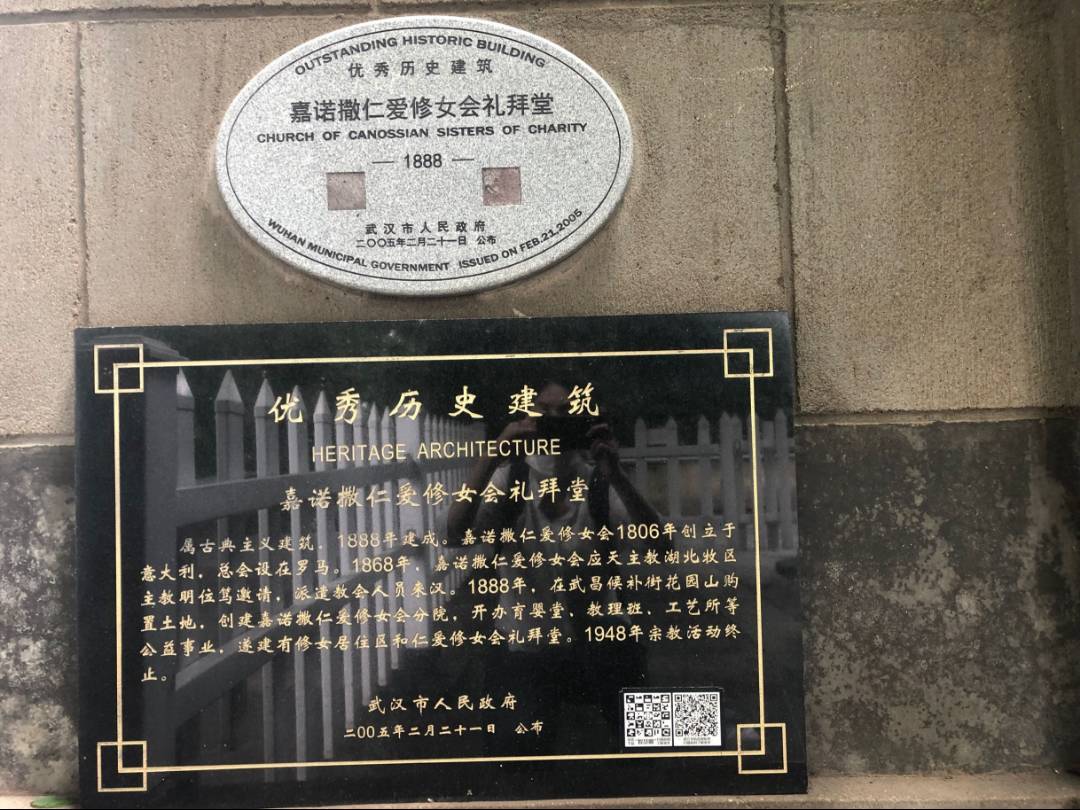 OUTSTANDING HISTORIC BUILDING
优秀历史建筑
嘉诺撒仁爱修女会礼拜堂
CHURCH OF CANOSSIAN SISTERS OF CHARITY
— 1888 —
武汉市人民政府
二〇〇五年二月二十一日 公布
WUHAN MUNICIPAL GOVERNMENT ISSUED ON FEB.21,2005
优秀历史建筑
HERITAGE ARCHITECTURE
嘉诺撒仁爱修女会礼拜堂
属古典主义建筑，1888年建成。嘉诺撒仁爱修女会1806年创立于
意大利，总会设在罗马。1868年，嘉诺撒仁爱修女会应天主教湖北牧区
主教明位笃邀请，派遣教会人员来汉。1888年，在武昌候补街花园山购
置土地，创建嘉诺撒仁爱修女会分院，开办育婴堂、教理班、工艺所等
公益事业，遂建有修女居住区和仁爱修女会礼拜堂。1948年宗教活动终
止。
武汉市人民政府
二〇〇五年二月二十一日 公布